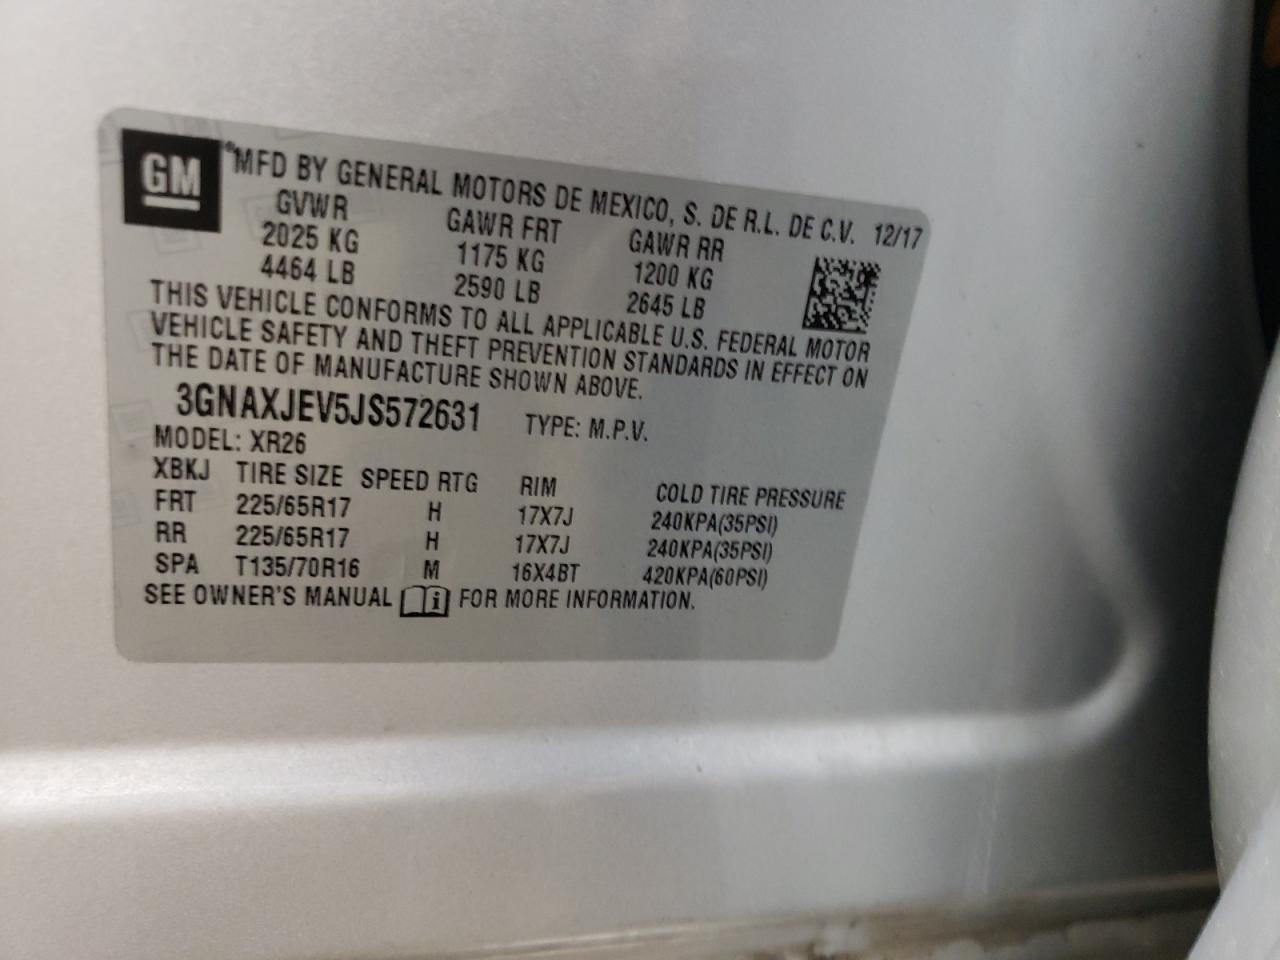 GM
®MFD BY GENERAL MOTORS DE MEXICO, S. DE R.L. DE C.V. 12/17
GVWR GAWR FRT GAWR RR
2025 KG 1175 KG 1200 KG
4464 LB 2590 LB 2645 LB
THIS VEHICLE CONFORMS TO ALL APPLICABLE U.S. FEDERAL MOTOR
VEHICLE SAFETY AND THEFT PREVENTION STANDARDS IN EFFECT ON
THE DATE OF MANUFACTURE SHOWN ABOVE.
3GNAXJEV5JS572631 TYPE: M.P.V.
MODEL: XR26
XBKJ TIRE SIZE SPEED RTG RIM COLD TIRE PRESSURE
FRT 225/65R17 H 17X7J 240KPA(35PSI)
RR 225/65R17 H 17X7J 240KPA(35PSI)
SPA T135/70R16 M 16X4BT 420KPA(60PSI)
SEE OWNER'S MANUAL i FOR MORE INFORMATION.